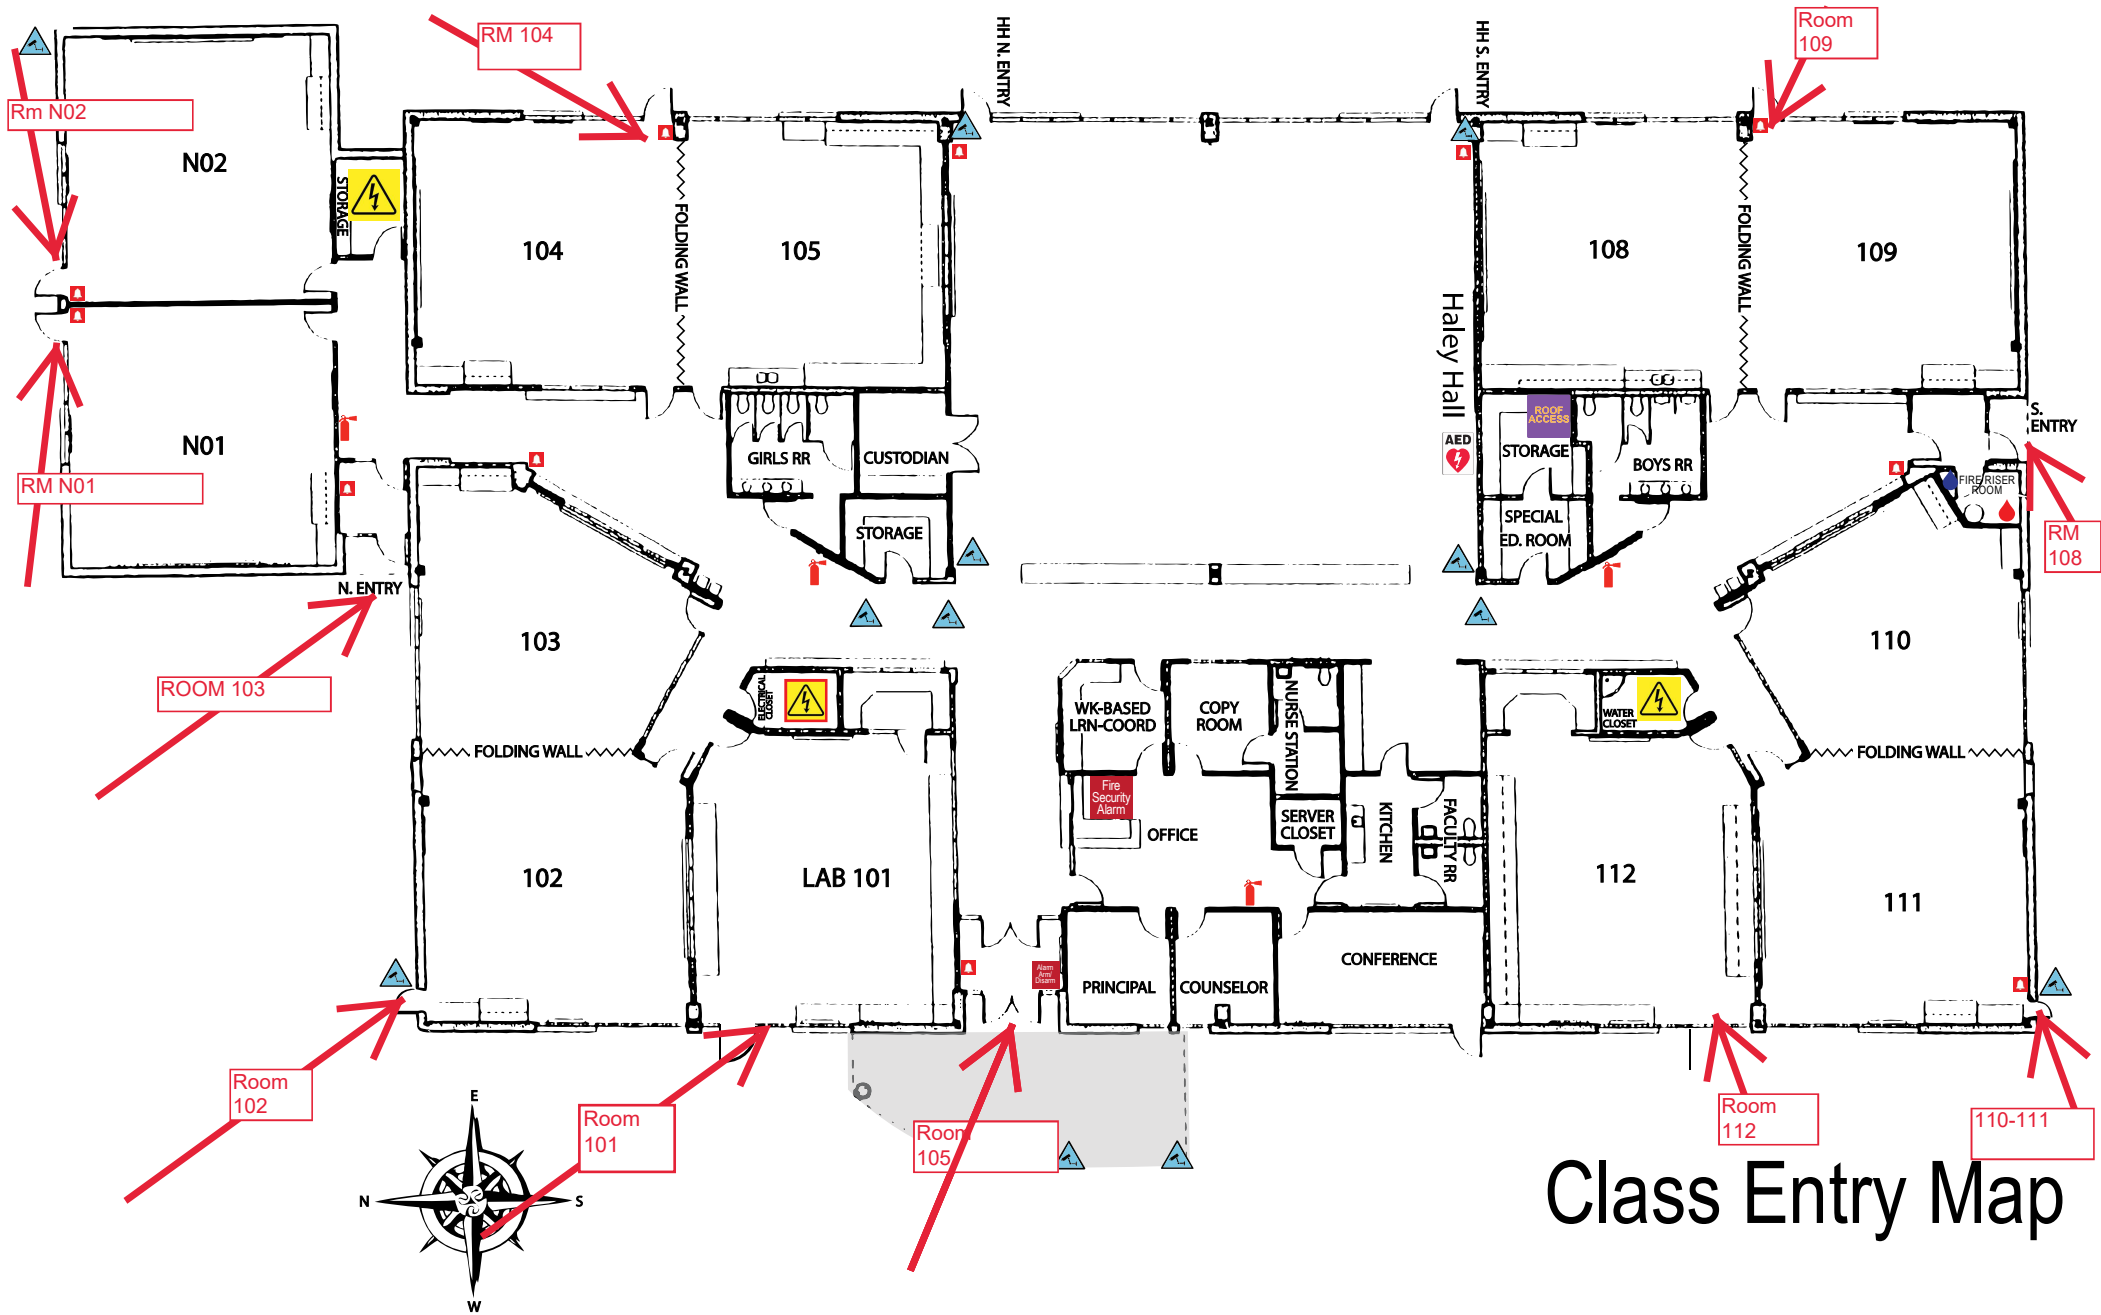 RM 104
HH N. ENTRY
HH S. ENTRY
Room
109
Rm N02
N02
STORAGE
104
FOLDING WALL
105
108
FOLDING WALL
109
Haley Hall
N01
RM N01
GIRLS RR
CUSTODIAN
STORAGE
AED
ROOF
ACCESS
STORAGE
BOYS RR
SPECIAL
ED. ROOM
S.
ENTRY
FIRE RISER
ROOM
RM
108
N. ENTRY
ROOM 103
103
110
ELECTRICAL
CLOSET
WK-BASED
LRN-COORD
COPY
ROOM
NURSE STATION
WATER
CLOSET
FOLDING WALL
FOLDING WALL
Fire
Security
Alarm
OFFICE
SERVER
CLOSET
KITCHEN
FACULTY RR
102
LAB 101
112
111
Alarm
Arm/
Disarm
PRINCIPAL
COUNSELOR
CONFERENCE
Room
102
Room
101
Room
105
Room
112
110-111
E
N
S
W
Class Entry Map